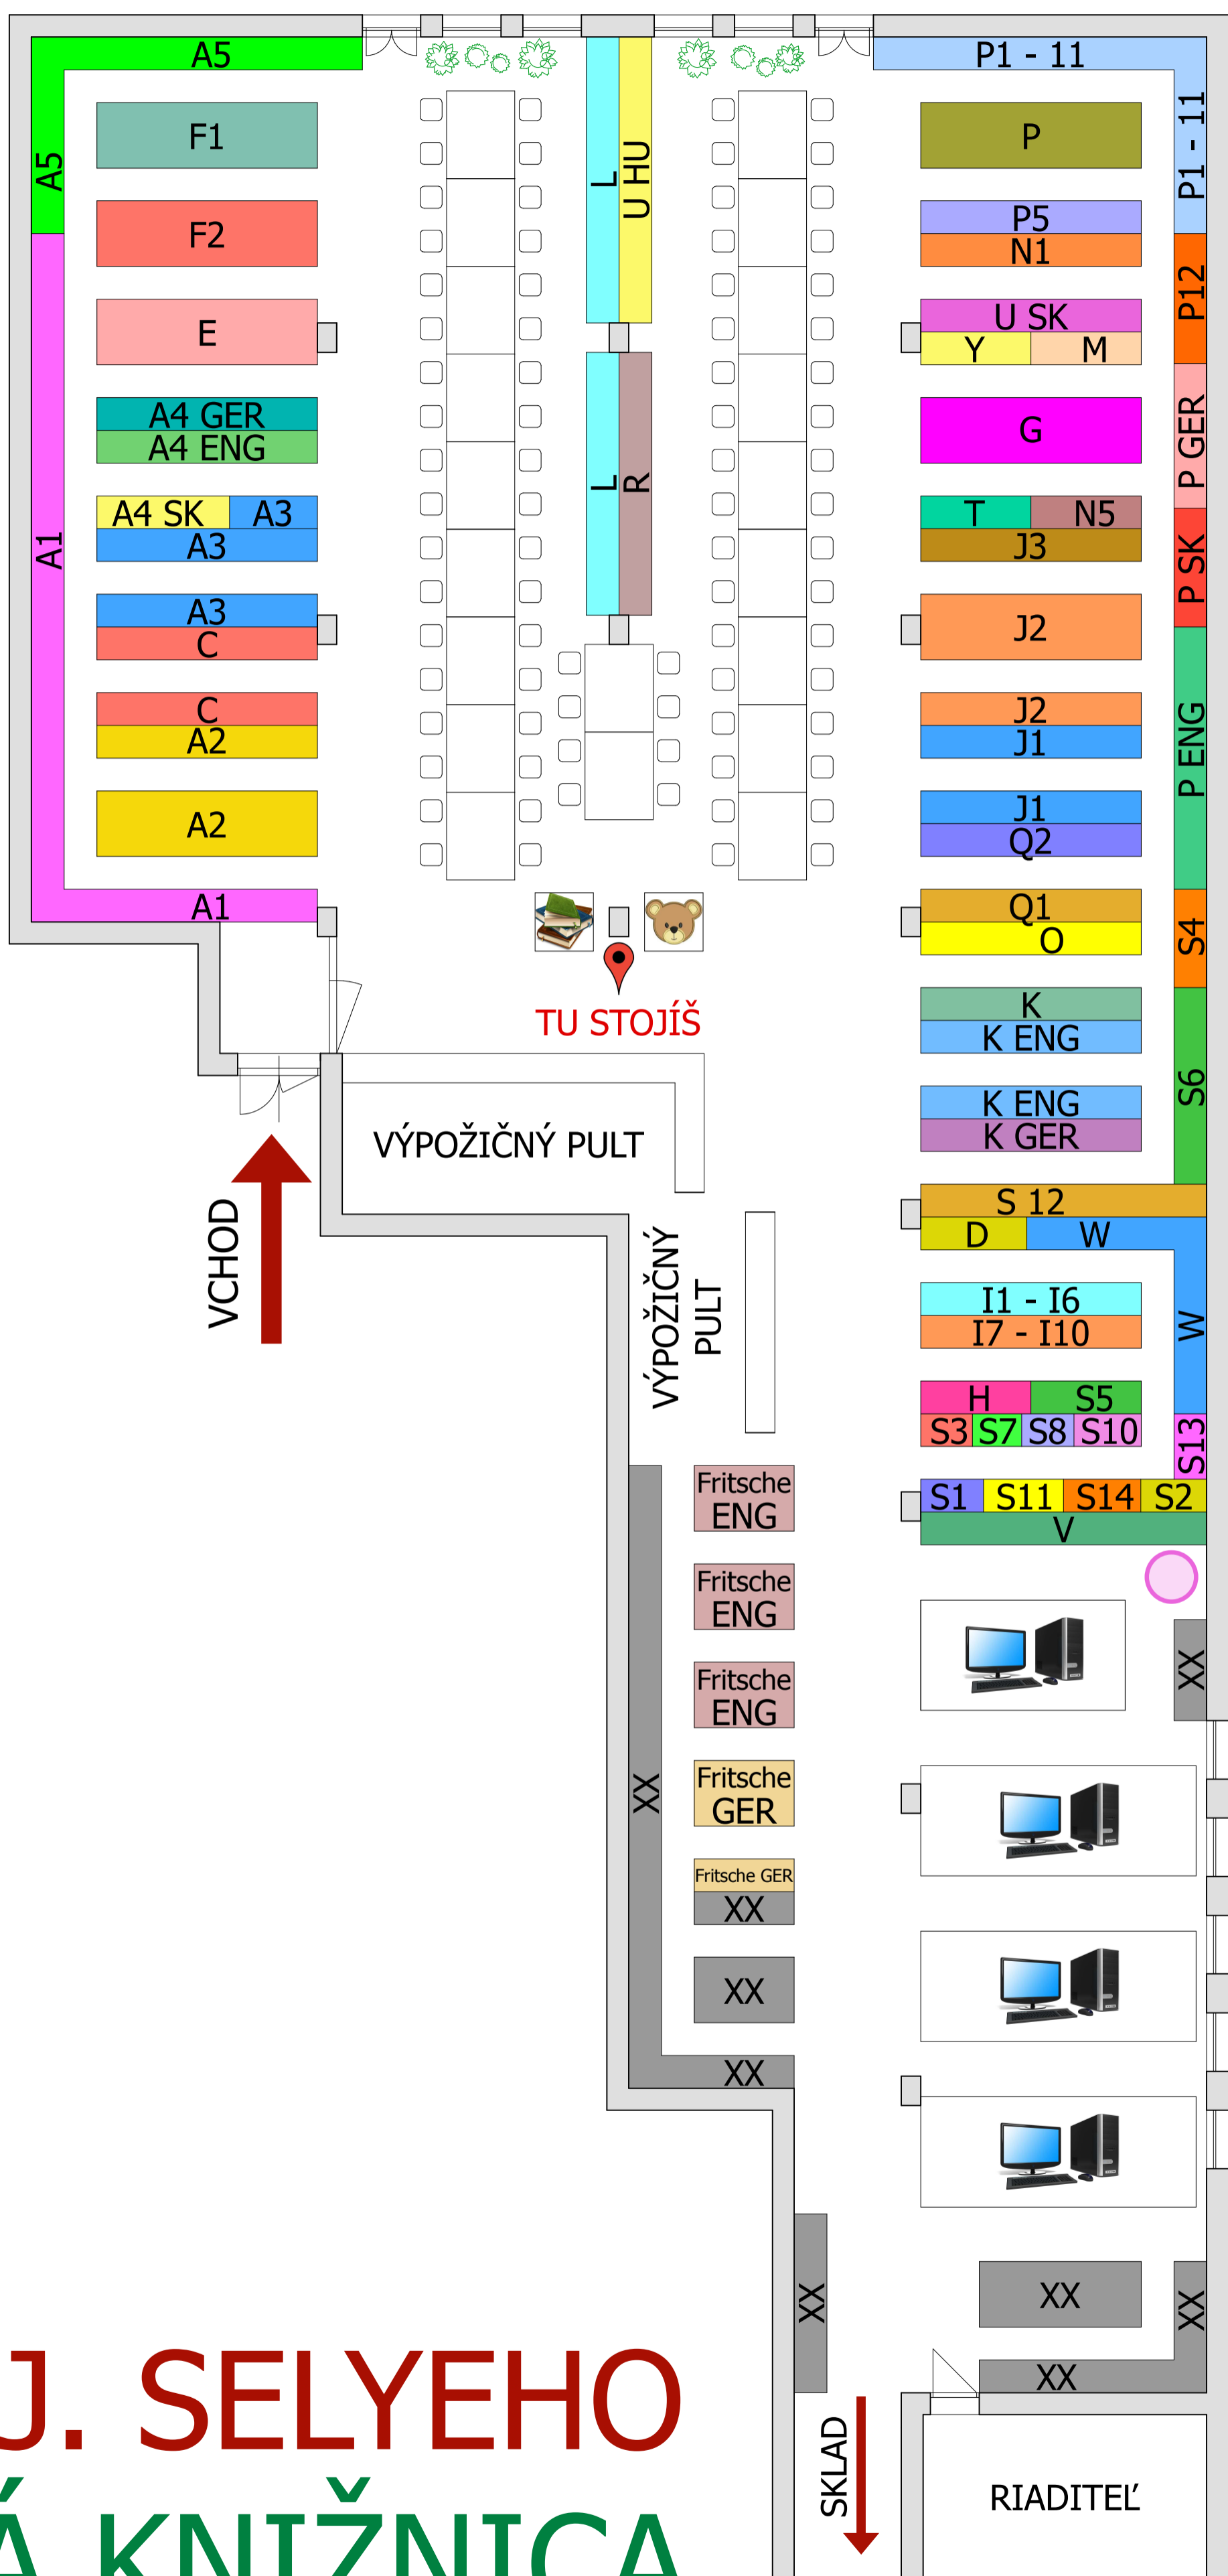 A5
A5
A1
A1
F1
F2
E
A4 GER
A4 ENG
A4 SK
A3
A3
A3
C
C
A2
A2
L
U HU
L
R
P1 - 11
P1 - 11
P12
P GER
P SK
P ENG
S4
S6
P
P5
N1
U SK
Y
M
G
T
N5
J3
J2
J2
J1
J1
Q2
Q1
O
K
K ENG
K ENG
K GER
S 12
D
W
W
I1 - I6
I7 - I10
H
S5
S3
S7
S8
S10
S13
S1
S11
S14
S2
V
TU STOJÍŠ
VÝPOŽIČNÝ PULT
VCHOD
VÝPOŽIČNÝ
PULT
Fritsche
ENG
Fritsche
ENG
Fritsche
ENG
Fritsche
GER
Fritsche GER
XX
XX
XX
XX
XX
XX
XX
XX
XX
SKLAD
RIADITEĽ
J. SELYEHO
Á KNIŽNICA